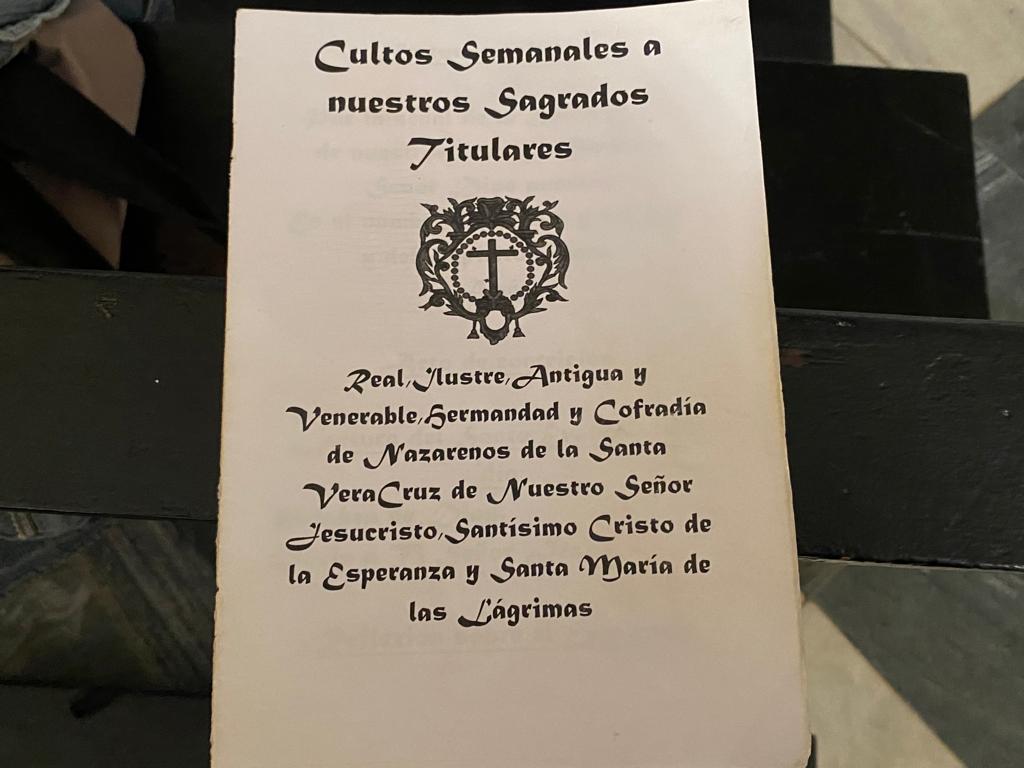 Cultos Semanales a
nuestros Sagrados
Titulares
Real, Ilustre, Antigua y
Venerable, Hermandad y Cofradía
de Nazarenos de la Santa
VeraCruz de Nuestro Señor
Jesucristo, Santísimo Cristo de
la Esperanza y Santa María de
las Lágrimas